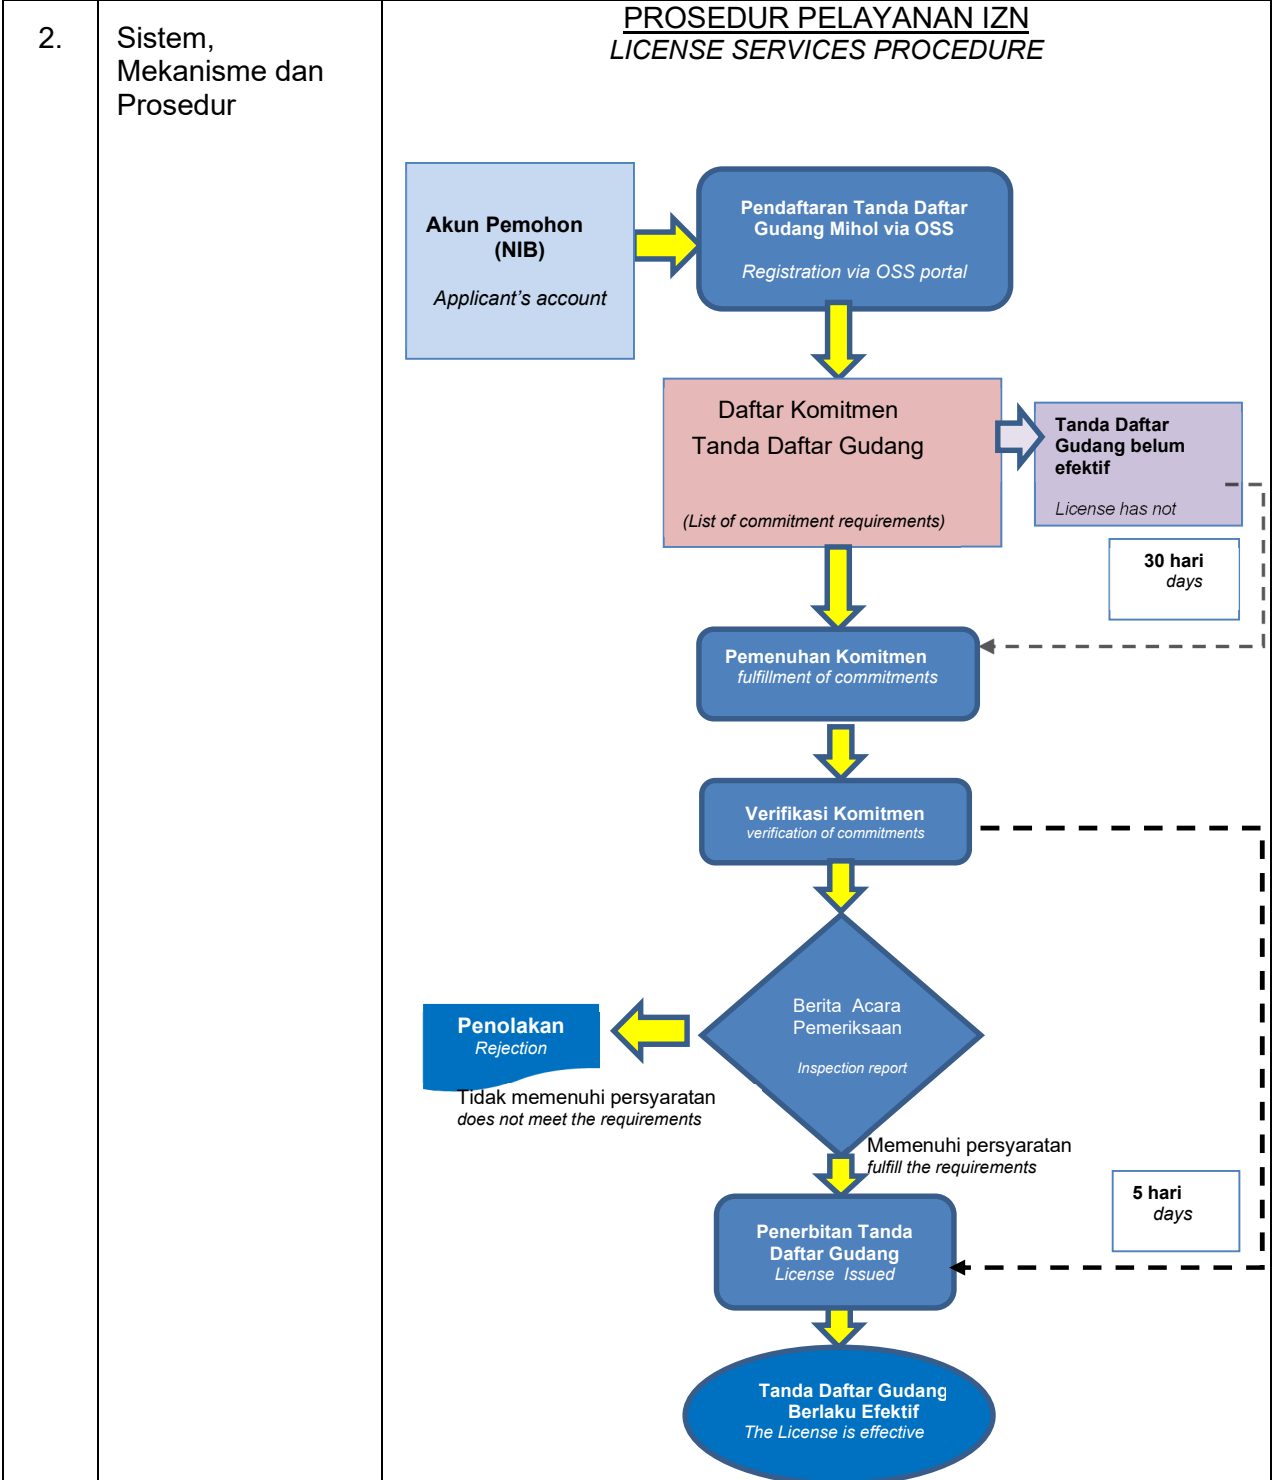 2.
Sistem,
Mekanisme dan
Prosedur
PROSEDUR PELAYANAN IZN
LICENSE SERVICES PROCEDURE
Akun Pemohon
(NIB)
Applicant’s account
Pendaftaran Tanda Daftar
Gudang Mihol via OSS
Registration via OSS portal
Daftar Komitmen
Tanda Daftar Gudang
(List of commitment requirements)
Tanda Daftar
Gudang belum
efektif
License has not
30 hari
days
Pemenuhan Komitmen
fulfillment of commitments
Verifikasi Komitmen
verification of commitments
Berita Acara
Pemeriksaan
Inspection report
Penolakan
Rejection
Tidak memenuhi persyaratan
does not meet the requirements
Memenuhi persyaratan
fulfill the requirements
5 hari
days
Penerbitan Tanda
Daftar Gudang
License Issued
Tanda Daftar Gudang
Berlaku Efektif
The License is effective